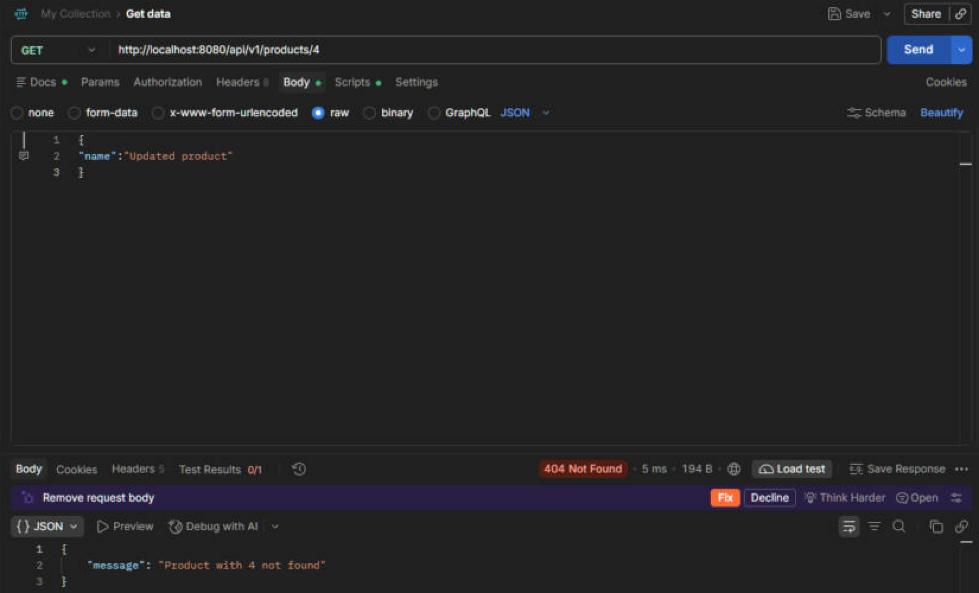 My Collection > Get data Save Share
GET http://localhost:8080/api/v1/products/4 Send
Docs Params Authorization Headers 8 Body Scripts Settings Cookies
none form-data x-www-form-urlencoded raw binary GraphQL JSON Schema Beautify
1 {
2 "name":"Updated product"
3 }
Body Cookies Headers 5 Test Results 0/1 404 Not Found • 5 ms • 194 B Load test Save Response
Remove request body Fix Decline Think Harder Open
{} JSON Preview Debug with AI
1 {
2 "message": "Product with 4 not found"
3 }